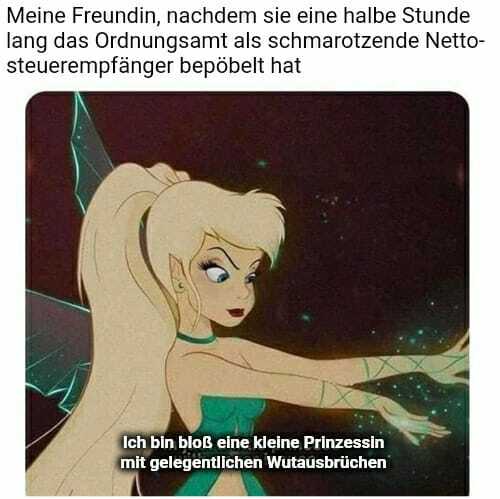 Meine Freundin, nachdem sie eine halbe Stunde
lang das Ordnungsamt als schmarotzende Netto-
steuerempfänger bepöbelt hat
Ich bin bloß eine kleine Prinzessin
mit gelegentlichen Wutausbrüchen